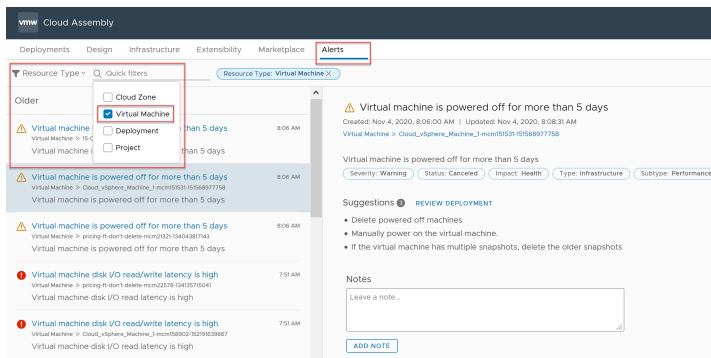 vmw Cloud Assembly
Deployments Design Infrastructure Extensibility Marketplace Alerts
Resource Type Quick filters Resource Type: Virtual Machine ×
Cloud Zone
Virtual Machine
Deployment
Project
Older
Virtual machine than 5 days 8:06 AM
Virtual Machine »
Virtual machine than 5 days
Virtual machine is powered off for more than 5 days 8:06 AM
Virtual Machine » Cloud_vSphere_Machine_1-mcm151531-151568977758
Virtual machine is powered off for more than 5 days
Virtual machine is powered off for more than 5 days 8:06 AM
Virtual Machine » pricing-ft-don't-delete-mcm21321-134043817143
Virtual machine is powered off for more than 5 days
Virtual machine disk I/O read/write latency is high 7:51 AM
Virtual Machine » pricing-ft-don't-delete-mcm22578-134135715041
Virtual machine disk I/O read latency is high
Virtual machine disk I/O read/write latency is high 7:51 AM
Virtual Machine » Cloud_vSphere_Machine_1-mcm158902-152191639667
Virtual machine disk I/O read latency is high
Virtual machine is powered off for more than 5 days
Created: Nov 4, 2020, 8:06:00 AM | Updated: Nov 4, 2020, 8:08:31 AM
Virtual Machine » Cloud_vSphere_Machine_1-mcm151531-151568977758
Virtual machine is powered off for more than 5 days
Severity: Warning Status: Canceled Impact: Health Type: Infrastructure Subtype: Performance
Suggestions 3 REVIEW DEPLOYMENT
• Delete powered off machines
• Manually power on the virtual machine.
• If the virtual machine has multiple snapshots, delete the older snapshots
Notes
Leave a note...
ADD NOTE